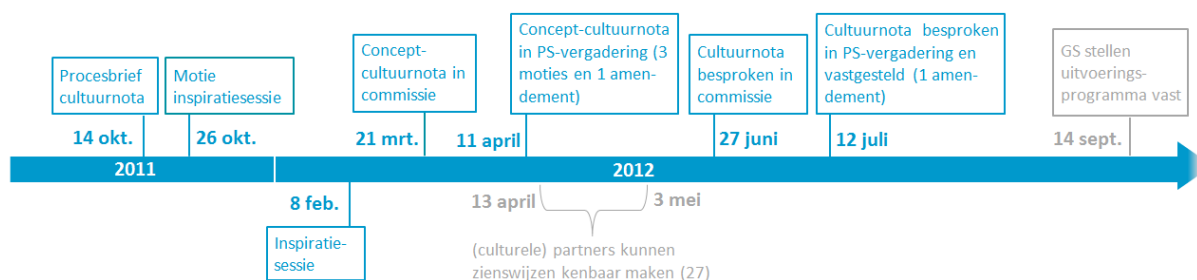 Procesbrief
cultuurnota
14 okt.
Motie
inspiratiesessie
26 okt.
Concept-
cultuurnota in
commissie
21 mrt.
Concept-cultuurnota
in PS-vergadering (3
moties en 1 amen-
dement)
11 april
Cultuurnota
besproken in
commissie
27 juni
Cultuurnota besproken
in PS-vergadering en
vastgesteld (1 amen-
dement)
12 juli
GS stellen
uitvoerings-
programma vast
14 sept.
2011
2012
8 feb.
Inspiratie-
sessie
13 april
3 mei
(culturele) partners kunnen
zienswijzen kenbaar maken (27)